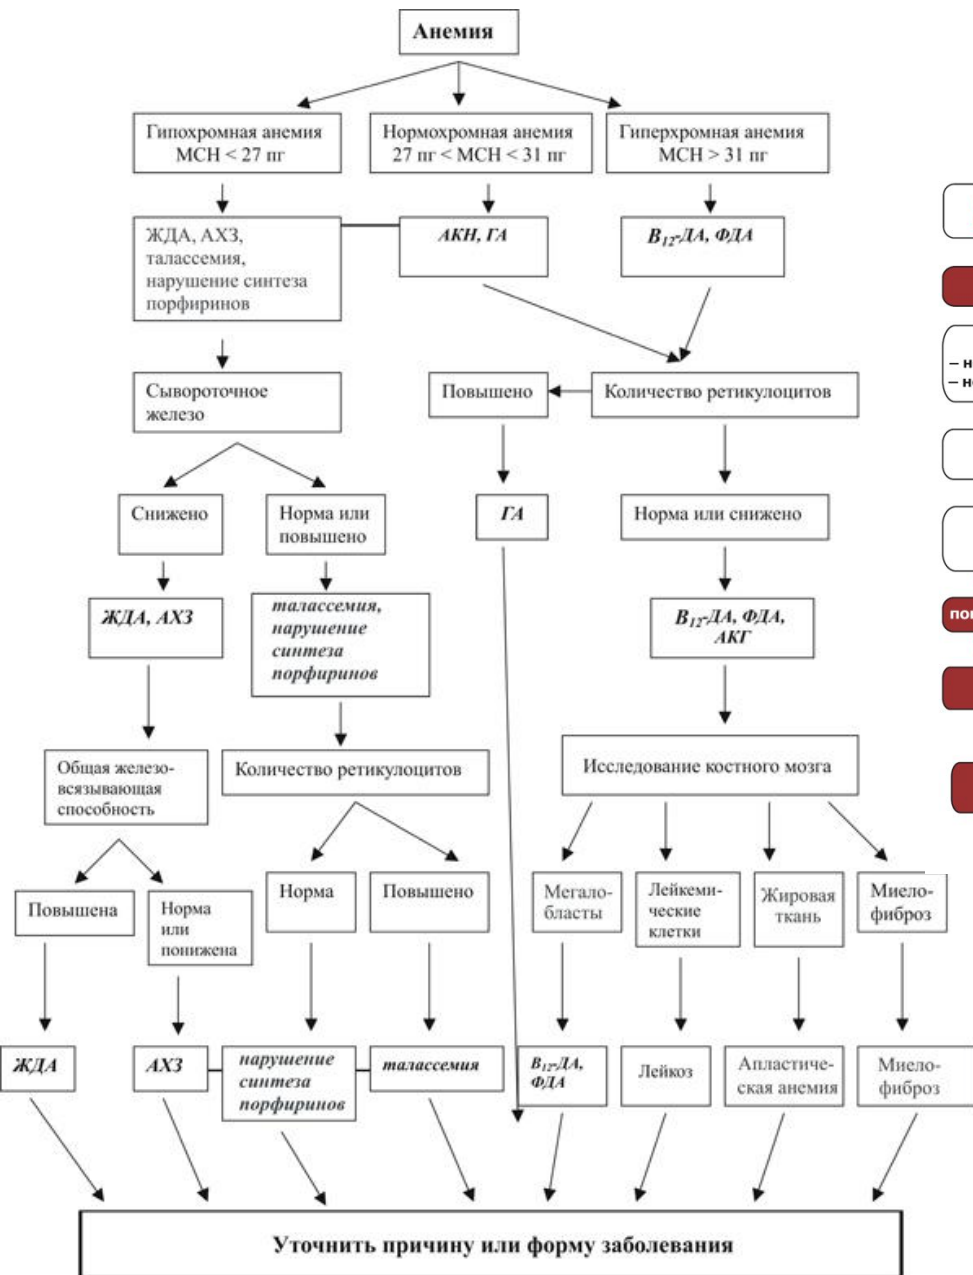 Анемия
Гипохромная анемия
МСН < 27 пг
Нормохромная анемия
27 пг < МСН < 31 пг
Гиперхромная анемия
МСН > 31 пг
ЖДА, АХЗ,
талассемия,
нарушение синтеза
порфиринов
АКН, ГА
В12-ДА, ФДА
Сывороточное
железо
Повышено
Количество ретикулоцитов
Снижено
Норма или
повышено
ГА
Норма или снижено
ЖДА, АХЗ
талассемия,
нарушение
синтеза
порфиринов
В12-ДА, ФДА,
АКГ
Общая железо-
всязывающая
способность
Количество ретикулоцитов
Исследование костного мозга
Повышена
Норма
или
понижена
Норма
Повышено
Мегало-
бласты
Лейкеми-
ческие
клетки
Жировая
ткань
Миело-
фиброз
ЖДА
АХЗ
нарушение
синтеза
порфиринов
талассемия
В12-ДА,
ФДА
Лейкоз
Апластиче-
ская анемия
Миело-
фиброз
Уточнить причину или форму заболевания